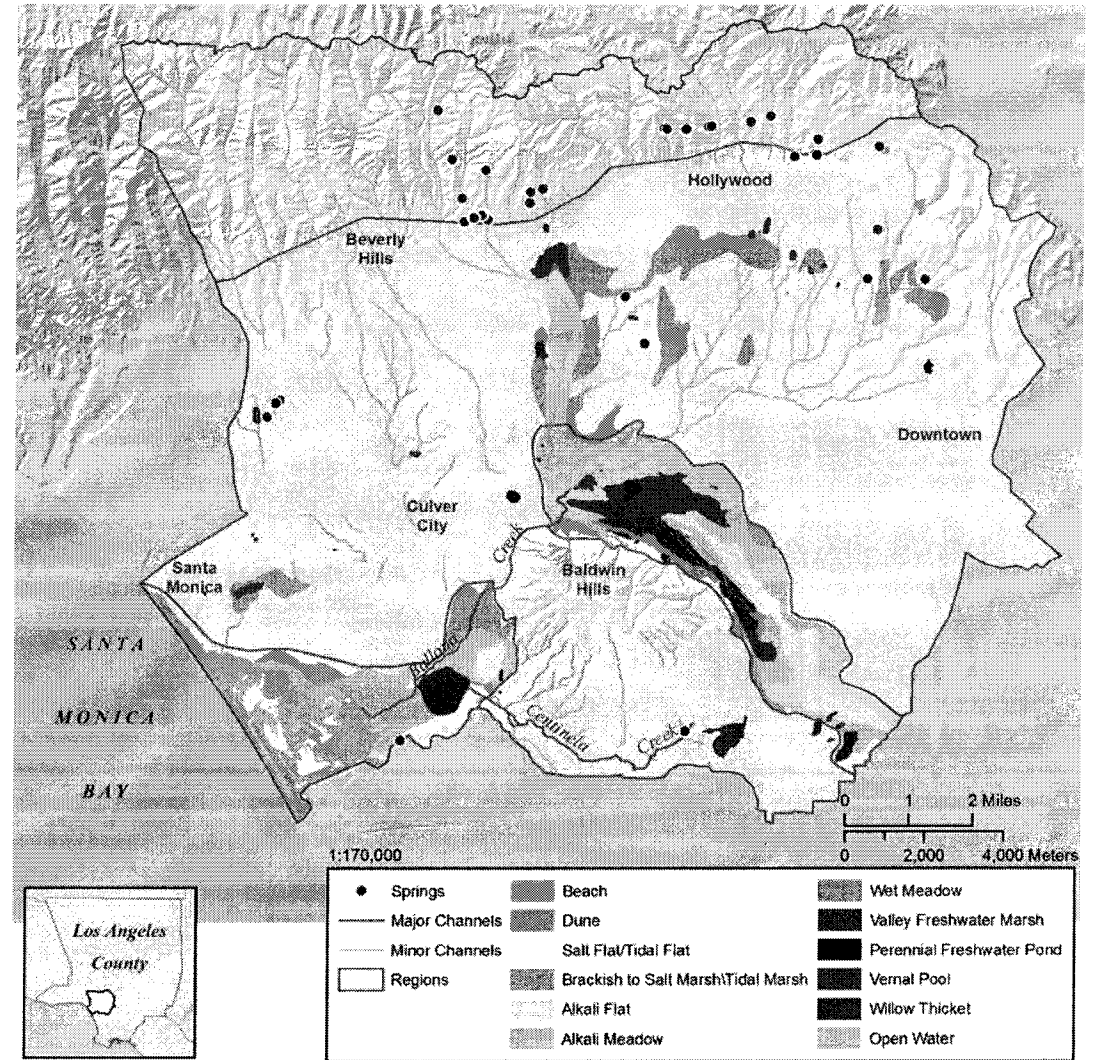 Hollywood
Beverly
Hills
Downtown
Culver
City
Creek
Baldwin
Hills
Santa
Monica
SANTA
Ballona
MONICA
Centinela
Creek
BAY
0 1 2 Miles
1:170,000
0 2,000 4,000 Meters
Los Angeles
County
Springs
Major Channels
Minor Channels
Regions
Beach
Dune
Salt Flat/Tidal Flat
Brackish to Salt Marsh\Tidal Marsh
Alkali Flat
Alkali Meadow
Wet Meadow
Valley Freshwater Marsh
Perennial Freshwater Pond
Vernal Pool
Willow Thicket
Open Water